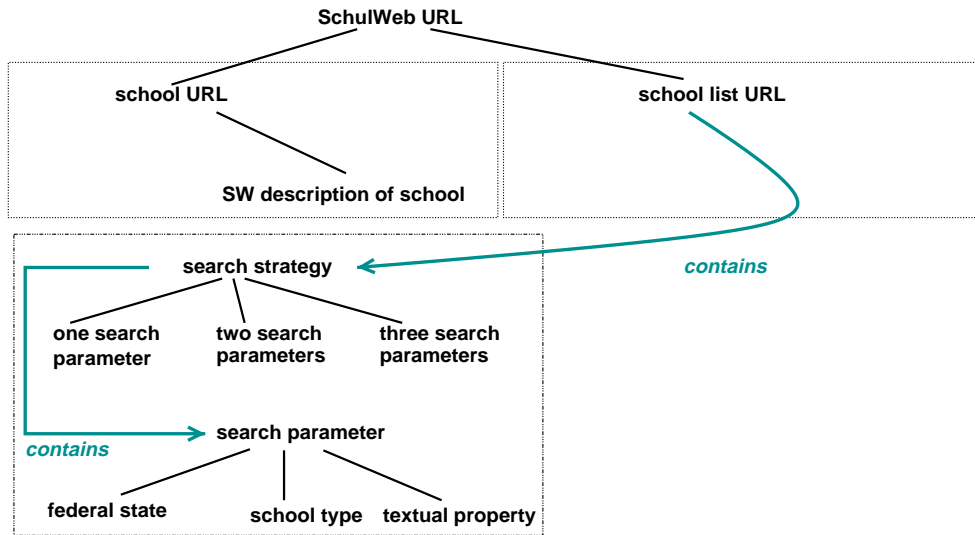 SchulWeb URL
school URL
school list URL
SW description of school
search strategy
contains
one search
parameter
two search
parameters
three search
parameters
search parameter
contains
federal state
school type
textual property